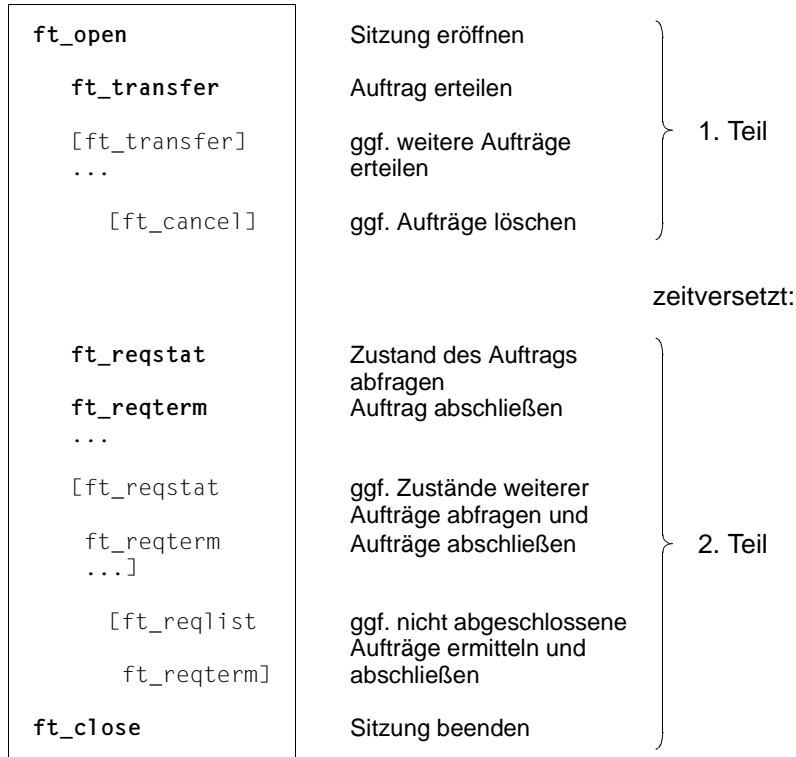 ft_open Sitzung eröffnen
ft_transfer Auftrag erteilen
[ft_transfer] ggf. weitere Aufträge 1. Teil
... erteilen
[ft_cancel] ggf. Aufträge löschen
zeitversetzt:
ft_reqstat Zustand des Auftrags
abfragen
ft_reqterm Auftrag abschließen
...
[ft_reqstat ggf. Zustände weiterer
Aufträge abfragen und
ft_reqterm Aufträge abschließen 2. Teil
...]
[ft_reqlist ggf. nicht abgeschlossene
Aufträge ermitteln und
ft_reqterm] abschließen
ft_close Sitzung beenden